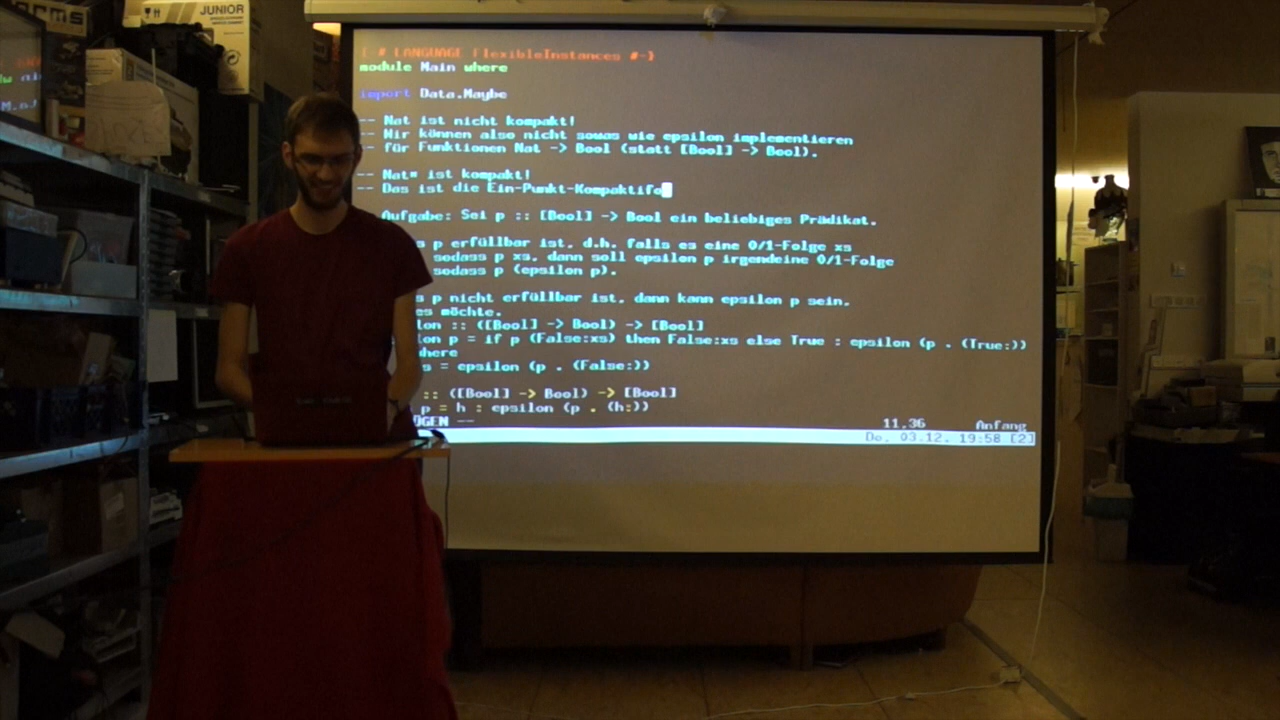 JUNIOR
{-# LANGUAGE FlexibleInstances #-}
module Main where
import Data.Maybe
-- Nat ist nicht kompakt!
-- Wir können also nicht sowas wie epsilon implementieren
-- für Funktionen Nat -> Bool (statt [Bool] -> Bool).
-- Nat* ist kompakt!
-- Das ist die Ein-Punkt-Kompaktifo
Aufgabe: Sei p :: [Bool] -> Bool ein beliebiges Prädikat.
s p erfüllbar ist, d.h. falls es eine 0/1-Folge xs
sodass p xs, dann soll epsilon p irgendeine 0/1-Folge
sodass p (epsilon p).
s p nicht erfüllbar ist, dann kann epsilon p sein,
es möchte.
lon :: ([Bool] -> Bool) -> [Bool]
lon p = if p (False:xs) then False:xs else True : epsilon (p . (True:))
here
s = epsilon (p . (False:))
:: ([Bool] -> Bool) -> [Bool]
p = h : epsilon (p . (h:))
ÜGEN --
11,36
Anfang
Do, 03.12. 19:58 [2]